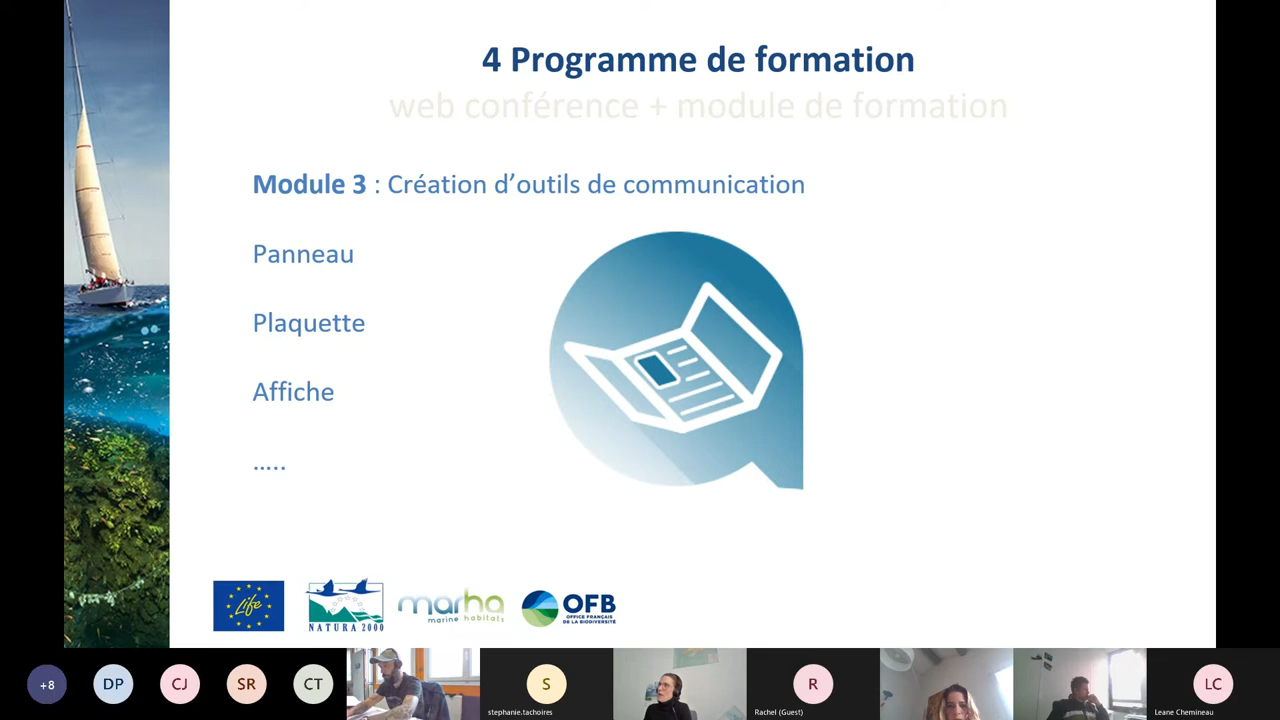 4 Programme de formation
web conférence + module de formation
Module 3 : Création d’outils de communication
Panneau
Plaquette
Affiche
…..
Life
NATURA 2000
marha
marine habitats
OFB
OFFICE FRANÇAIS
DE LA BIODIVERSITÉ
+8
DP
CJ
SR
CT
S
stephanie.tachoires
R
Rachel (Guest)
LC
Leane Chemineau